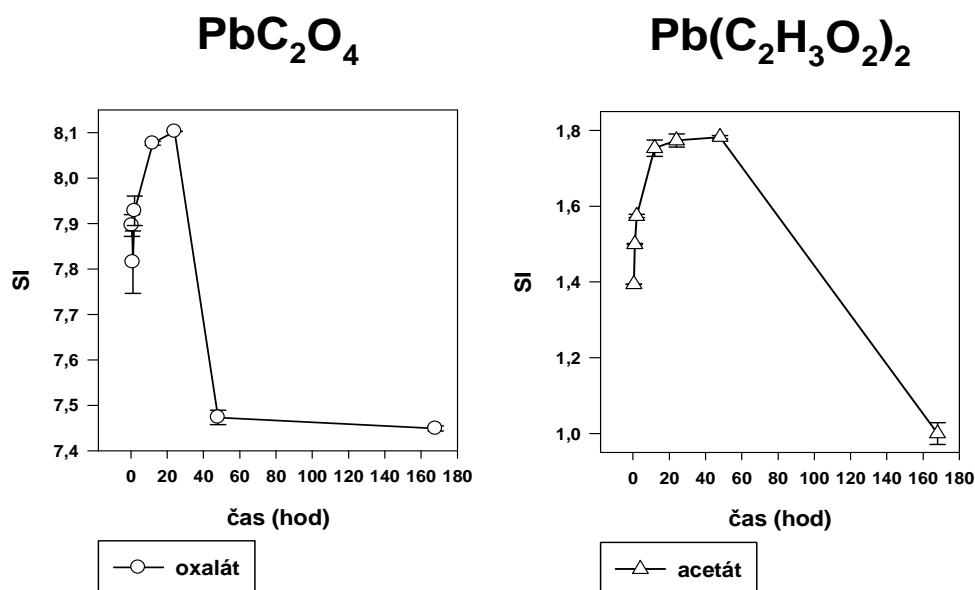 PbC2O4
8,1
8,0
7,9
7,8
7,7
7,6
7,5
7,4
SI
0 20 40 60 80 100 120 140 160 180
čas (hod)
oxalát
Pb(C2H3O2)2
1,8
1,6
1,4
1,2
1,0
SI
0 20 40 60 80 100 120 140 160 180
čas (hod)
acetát